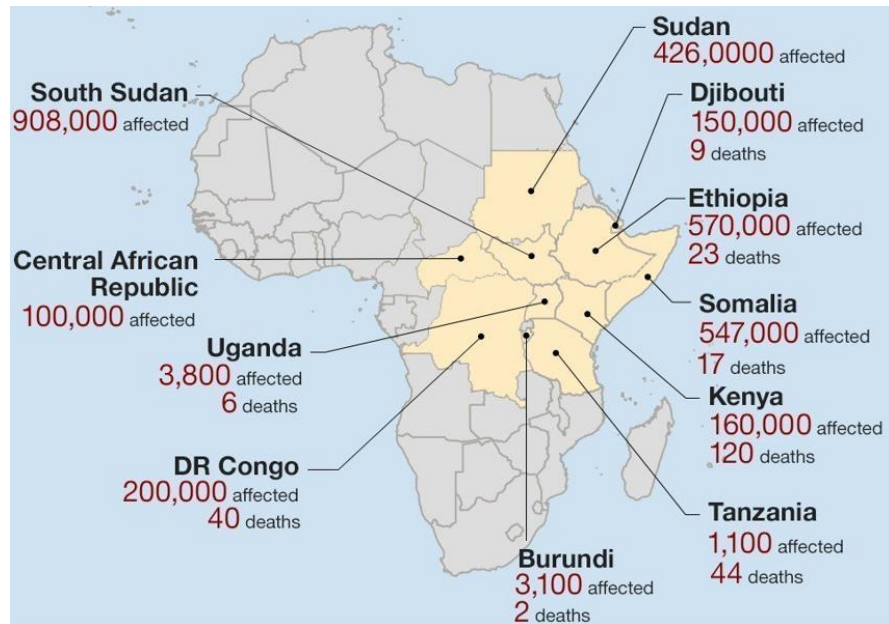 Sudan
426,0000 affected
South Sudan
908,000 affected
Djibouti
150,000 affected
9 deaths
Ethiopia
570,000 affected
23 deaths
Central African
Republic
100,000 affected
Somalia
547,000 affected
17 deaths
Uganda
3,800 affected
6 deaths
Kenya
160,000 affected
120 deaths
DR Congo
200,000 affected
40 deaths
Tanzania
1,100 affected
44 deaths
Burundi
3,100 affected
2 deaths